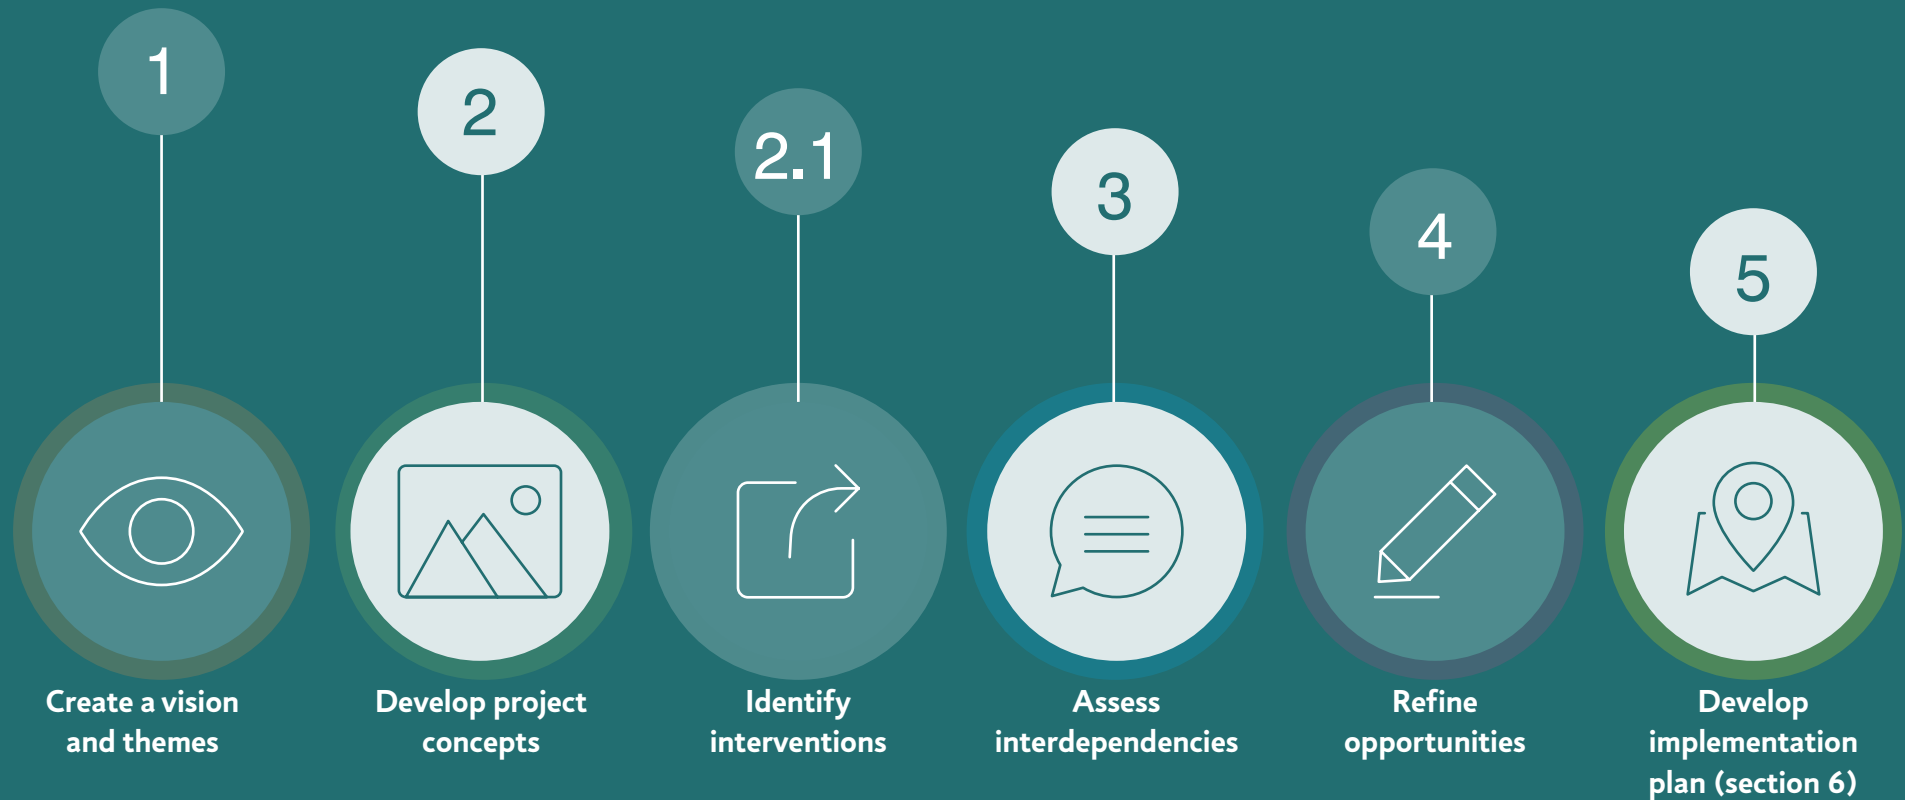 1
2
2.1
3
4
5
Create a vision
and themes
Develop project
concepts
Identify
interventions
Assess
interdependencies
Refine
opportunities
Develop
implementation
plan (section 6)